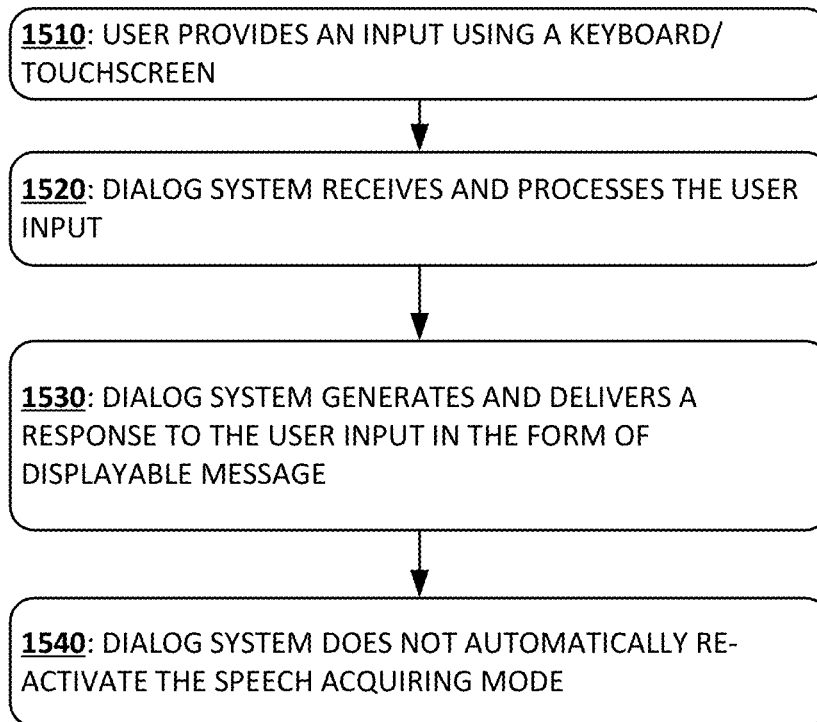 1510: USER PROVIDES AN INPUT USING A KEYBOARD/
TOUCHSCREEN
1520: DIALOG SYSTEM RECEIVES AND PROCESSES THE USER
INPUT
1530: DIALOG SYSTEM GENERATES AND DELIVERS A
RESPONSE TO THE USER INPUT IN THE FORM OF
DISPLAYABLE MESSAGE
1540: DIALOG SYSTEM DOES NOT AUTOMATICALLY RE-
ACTIVATE THE SPEECH ACQUIRING MODE